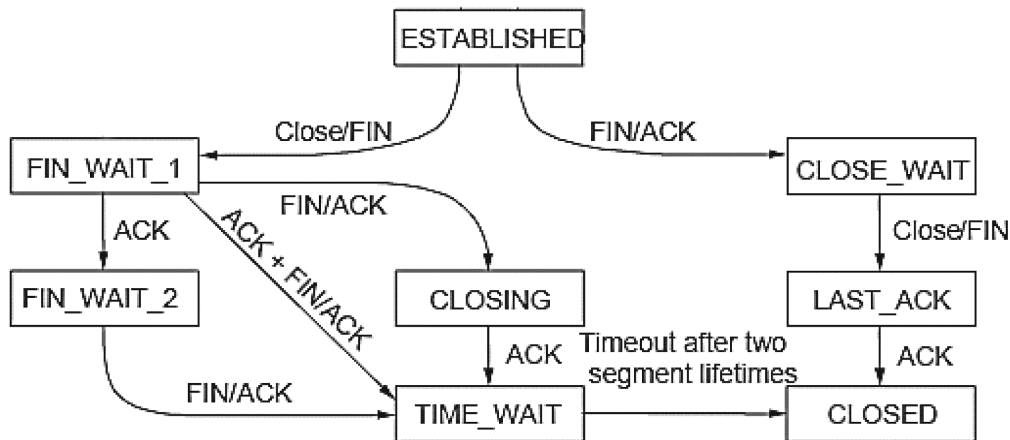 ESTABLISHED
Close/FIN
FIN/ACK
FIN_WAIT_1
CLOSE_WAIT
FIN/ACK
ACK
ACK + FIN/ACK
Close/FIN
FIN_WAIT_2
CLOSING
LAST_ACK
FIN/ACK
ACK
Timeout after two
segment lifetimes
ACK
TIME_WAIT
CLOSED